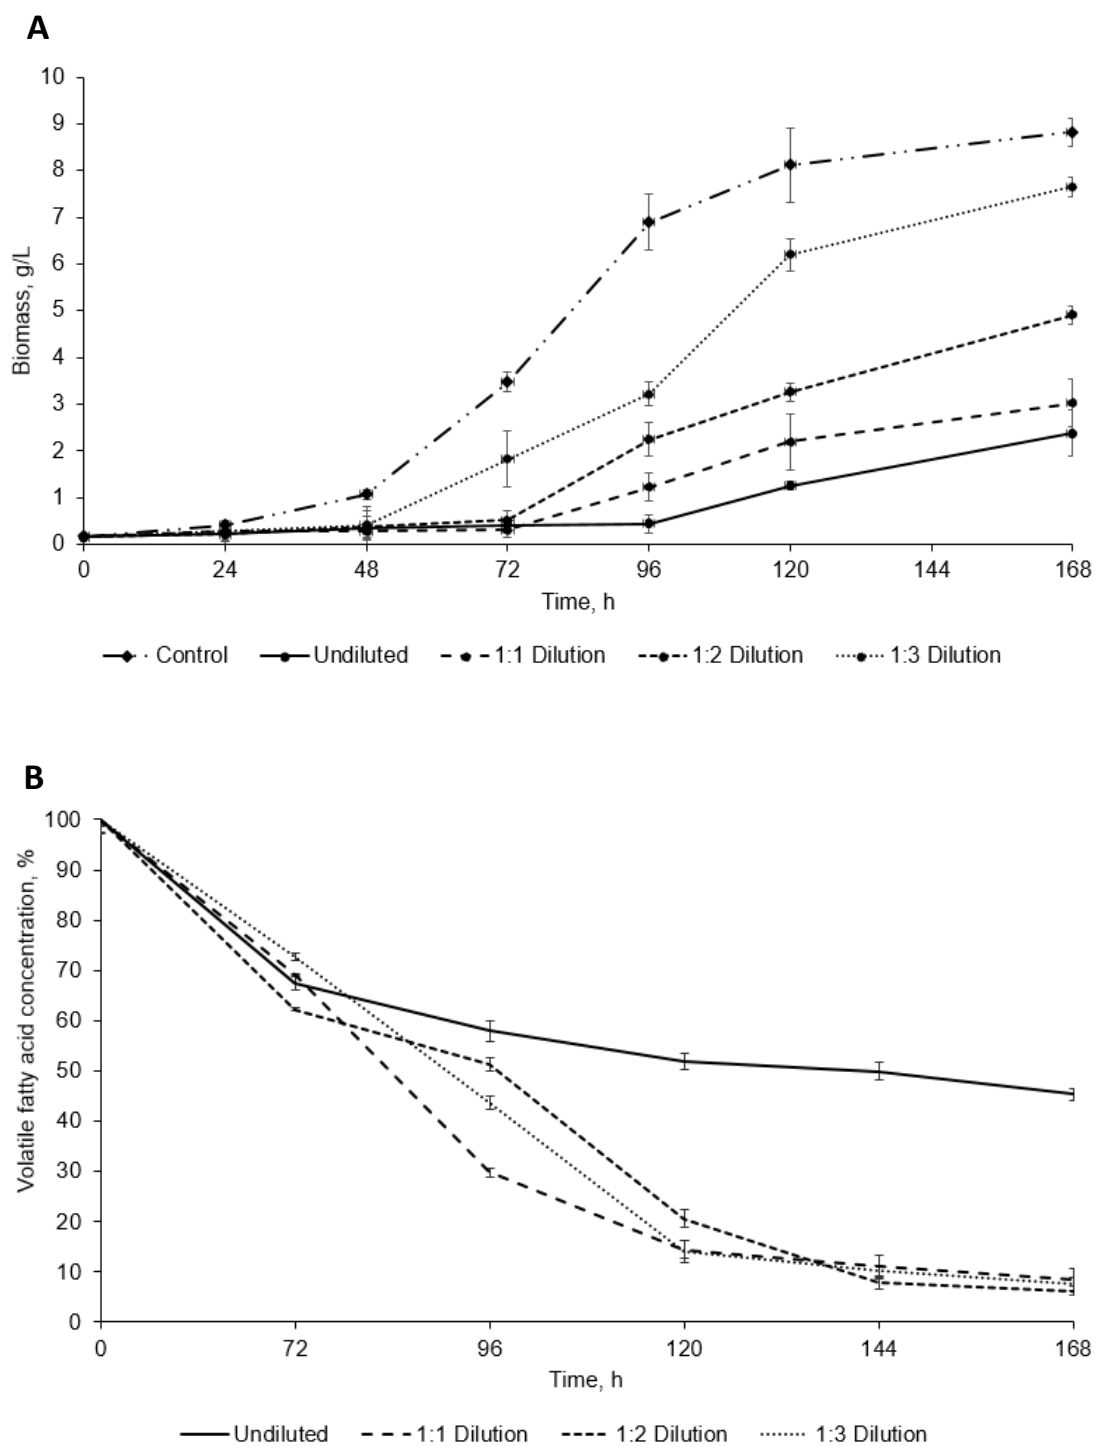 A
10
9
8
7
6
5
4
3
2
1
0
Biomass, g/L
0 24 48 72 96 120 144 168
Time, h
Control Undiluted 1:1 Dilution 1:2 Dilution 1:3 Dilution
B
100
90
80
70
60
50
40
30
20
10
0
Volatile fatty acid concentration, %
0 72 96 120 144 168
Time, h
Undiluted 1:1 Dilution 1:2 Dilution 1:3 Dilution